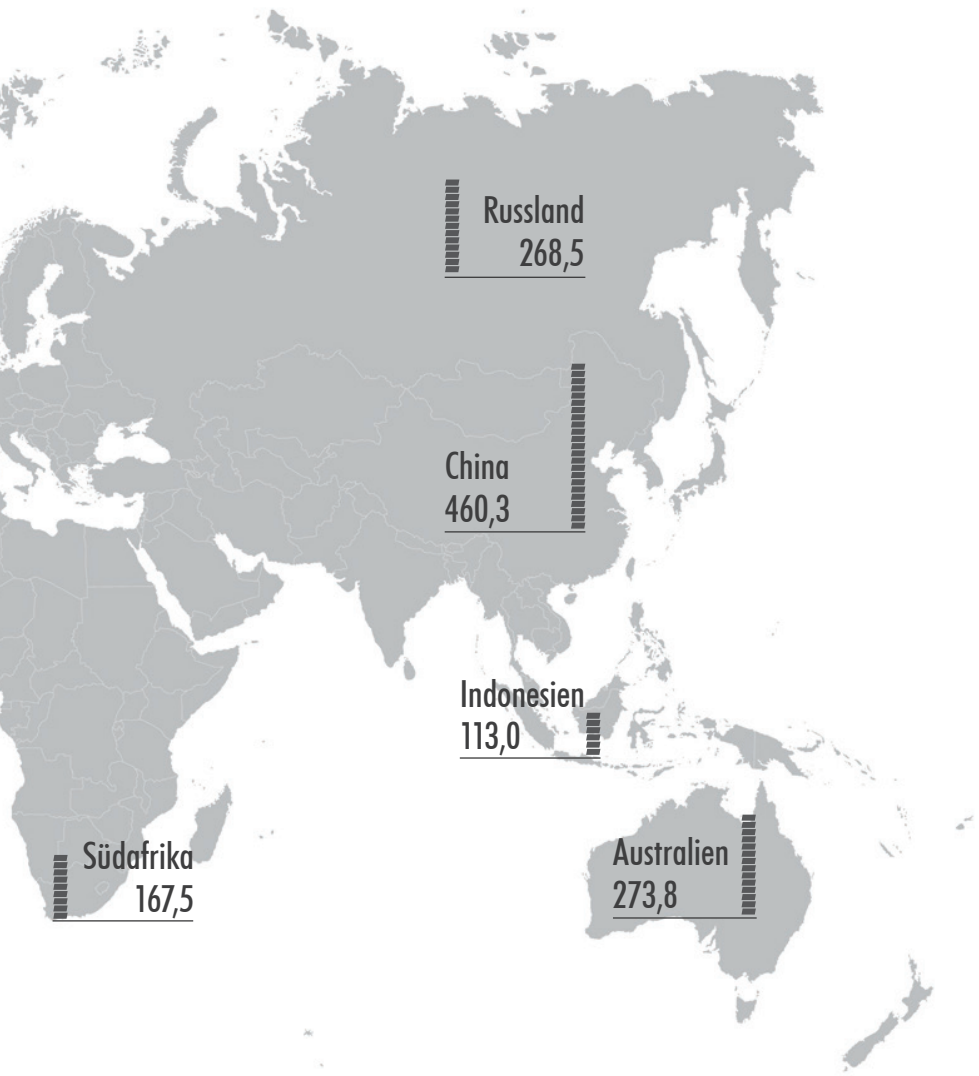 Russland
268,5
China
460,3
Indonesien
113,0
Südafrika
167,5
Australien
273,8